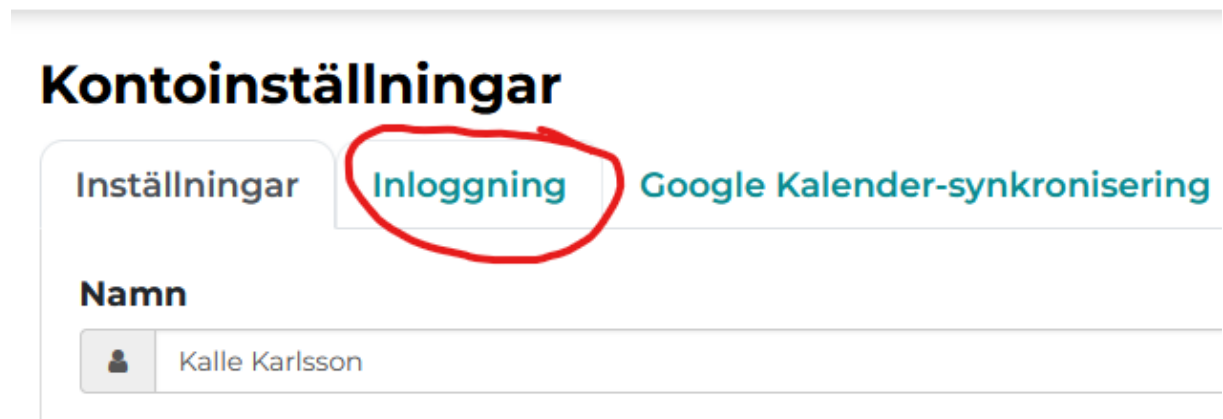 Kontoinställningar
Inställningar Inloggning Google Kalender-synkronisering
Namn
Kalle Karlsson